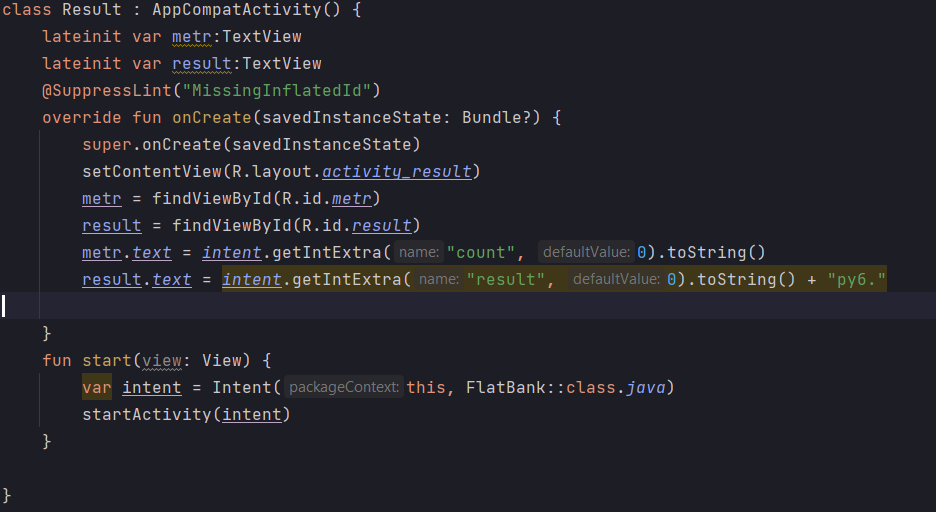 class Result : AppCompatActivity() {
    lateinit var metr:TextView
    lateinit var result:TextView
    @SuppressLint("MissingInflatedId")
    override fun onCreate(savedInstanceState: Bundle?) {
        super.onCreate(savedInstanceState)
        setContentView(R.layout.activity_result)
        metr = findViewById(R.id.metr)
        result = findViewById(R.id.result)
        metr.text = intent.getIntExtra( name: "count", defaultValue: 0).toString()
        result.text = intent.getIntExtra( name: "result", defaultValue: 0).toString() + "руб."
    }
    fun start(view: View) {
        var intent = Intent( packageContext: this, FlatBank::class.java)
        startActivity(intent)
    }
}